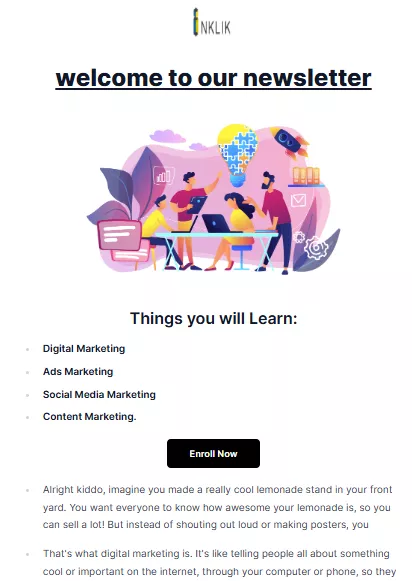 INKLIK
welcome to our newsletter
Things you will Learn:
Digital Marketing
Ads Marketing
Social Media Marketing
Content Marketing.
Enroll Now
Alright kiddo, imagine you made a really cool lemonade stand in your front
yard. You want everyone to know how awesome your lemonade is, so you
can sell a lot! But instead of shouting out loud or making posters, you
That's what digital marketing is. It's like telling people all about something
cool or important on the internet, through your computer or phone, so they